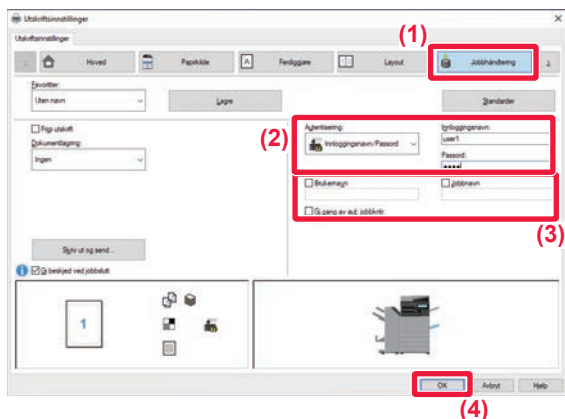 Utskriftsinnstillinger
Utskriftsinnstillinger
(1)
Hoved
Papirkilde
A
Ferdiggjøre
Layout
Jobbhåndtering
Favoritter:
Uten navn
Lagre
Standarder
Fargi utskrift
Dokumentlagring:
Ingen
(2)
Autentisering:
Innloggingsnavn/Passord
Innloggingsnavn:
user1
Passord:
••••
Brukernavn
Jobbnavn
Gi gang av aut. jobbkntr.
(3)
Skriv ut og send...
Gi beskjed ved jobbslutt
1
OK
Avbryt
Hjelp
(4)